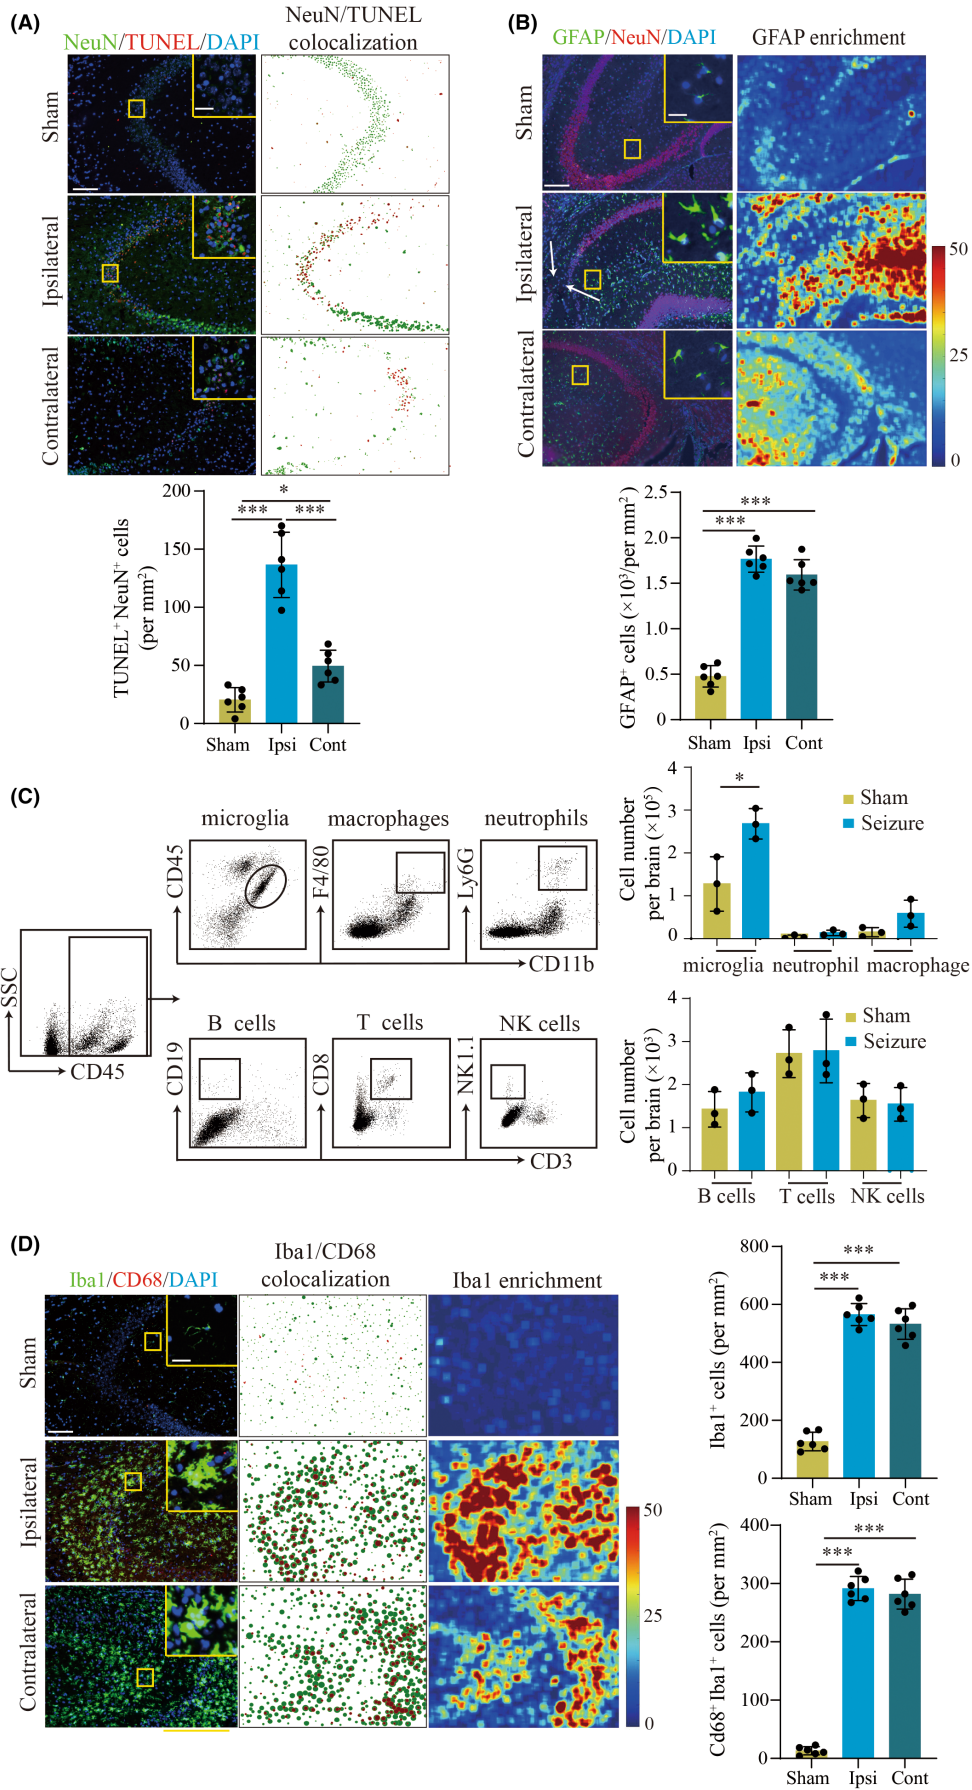 (A)
NeuN/TUNEL/DAPI
NeuN/TUNEL
colocalization
Sham
Ipsilateral
Contralateral
200
150
100
50
0
TUNEL⁺ NeuN⁺ cells
(per mm²)
*
*** ***
Sham Ipsi Cont
(B)
GFAP/NeuN/DAPI
GFAP enrichment
Sham
Ipsilateral
Contralateral
50
25
0
2.5
2.0
1.5
1.0
0.5
0
GFAP⁺ cells (×10³/per mm²)
***
***
Sham Ipsi Cont
(C)
SSC
CD45
microglia macrophages neutrophils
CD45
F4/80
Ly6G
CD11b
B cells T cells NK cells
CD19
CD8
NK1.1
CD3
4
3
2
1
0
Cell number
per brain (×10⁵)
*
Sham
Seizure
microglia neutrophil macrophage
4
3
2
1
0
Cell number
per brain (×10³)
Sham
Seizure
B cells T cells NK cells
(D)
Iba1/CD68/DAPI
Iba1/CD68
colocalization
Iba1 enrichment
Sham
Ipsilateral
Contralateral
50
25
0
800
600
400
200
0
Iba1⁺ cells (per mm²)
***
***
Sham Ipsi Cont
400
300
200
100
0
Cd68⁺Iba1⁺ cells (per mm²)
***
***
Sham Ipsi Cont